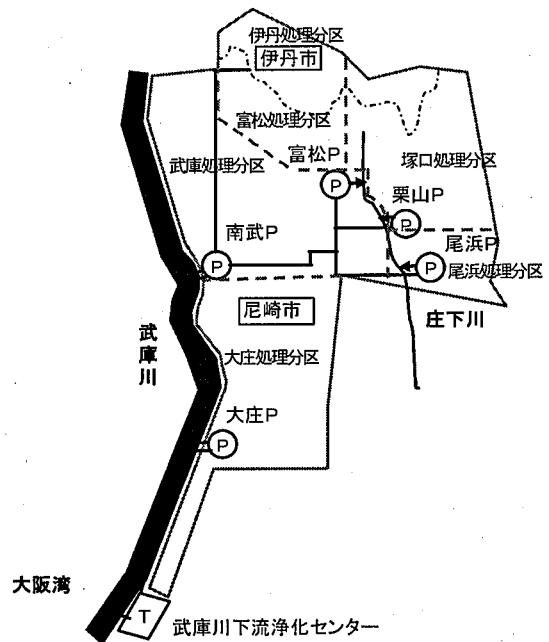 伊丹処理分区
伊丹市
富松処理分区
富松P
武庫処理分区
塚口処理分区
P
栗山P
P
南武P
尾浜P
P
P
尾浜処理分区
尼崎市
庄下川
武庫川
大庄処理分区
大庄P
P
大阪湾
T
武庫川下流浄化センター